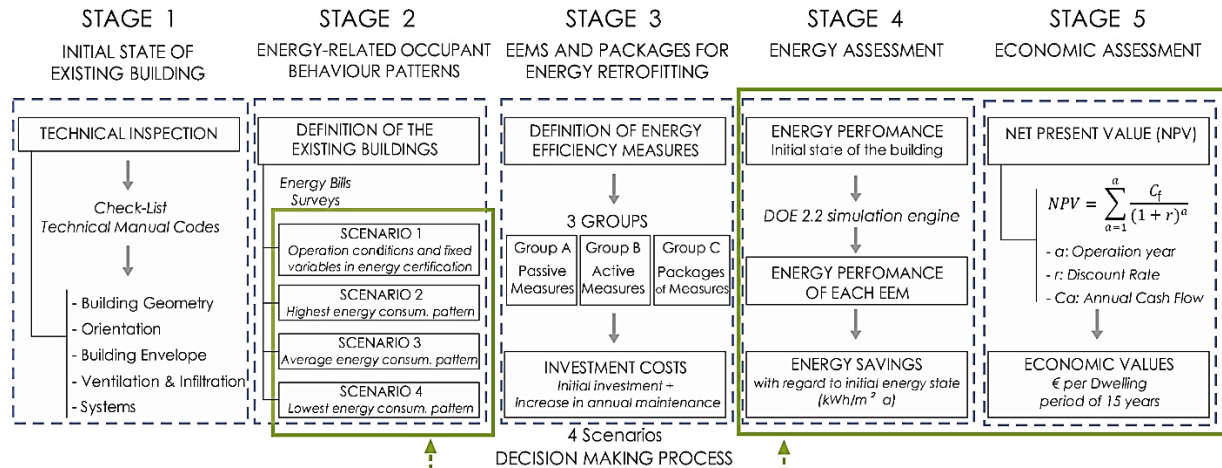 STAGE 1
INITIAL STATE OF
EXISTING BUILDING
TECHNICAL INSPECTION
Check-List
Technical Manual Codes
- Building Geometry
- Orientation
- Building Envelope
- Ventilation & Infiltration
- Systems
STAGE 2
ENERGY-RELATED OCCUPANT
BEHAVIOUR PATTERNS
DEFINITION OF THE
EXISTING BUILDINGS
Energy Bills
Surveys
SCENARIO 1
Operation conditions and fixed
variables in energy certification
SCENARIO 2
Highest energy consum. pattern
SCENARIO 3
Average energy consum. pattern
SCENARIO 4
Lowest energy consum. pattern
STAGE 3
EEMS AND PACKAGES FOR
ENERGY RETROFITTING
DEFINITION OF ENERGY
EFFICIENCY MEASURES
3 GROUPS
Group A
Passive
Measures
Group B
Active
Measures
Group C
Packages
of Measures
INVESTMENT COSTS
Initial investment +
Increase in annual maintenance
4 Scenarios
DECISION MAKING PROCESS
STAGE 4
ENERGY ASSESSMENT
ENERGY PERFOMANCE
Initial state of the building
DOE 2.2 simulation engine
ENERGY PERFOMANCE
OF EACH EEM
ENERGY SAVINGS
with regard to initial energy state
(kWh/m² a)
STAGE 5
ECONOMIC ASSESSMENT
NET PRESENT VALUE (NPV)
NPV = \sum_{a=1}^{a} \frac{C_f}{(1 + r)^a}
- a: Operation year
- r: Discount Rate
- Ca: Annual Cash Flow
ECONOMIC VALUES
€ per Dwelling
period of 15 years